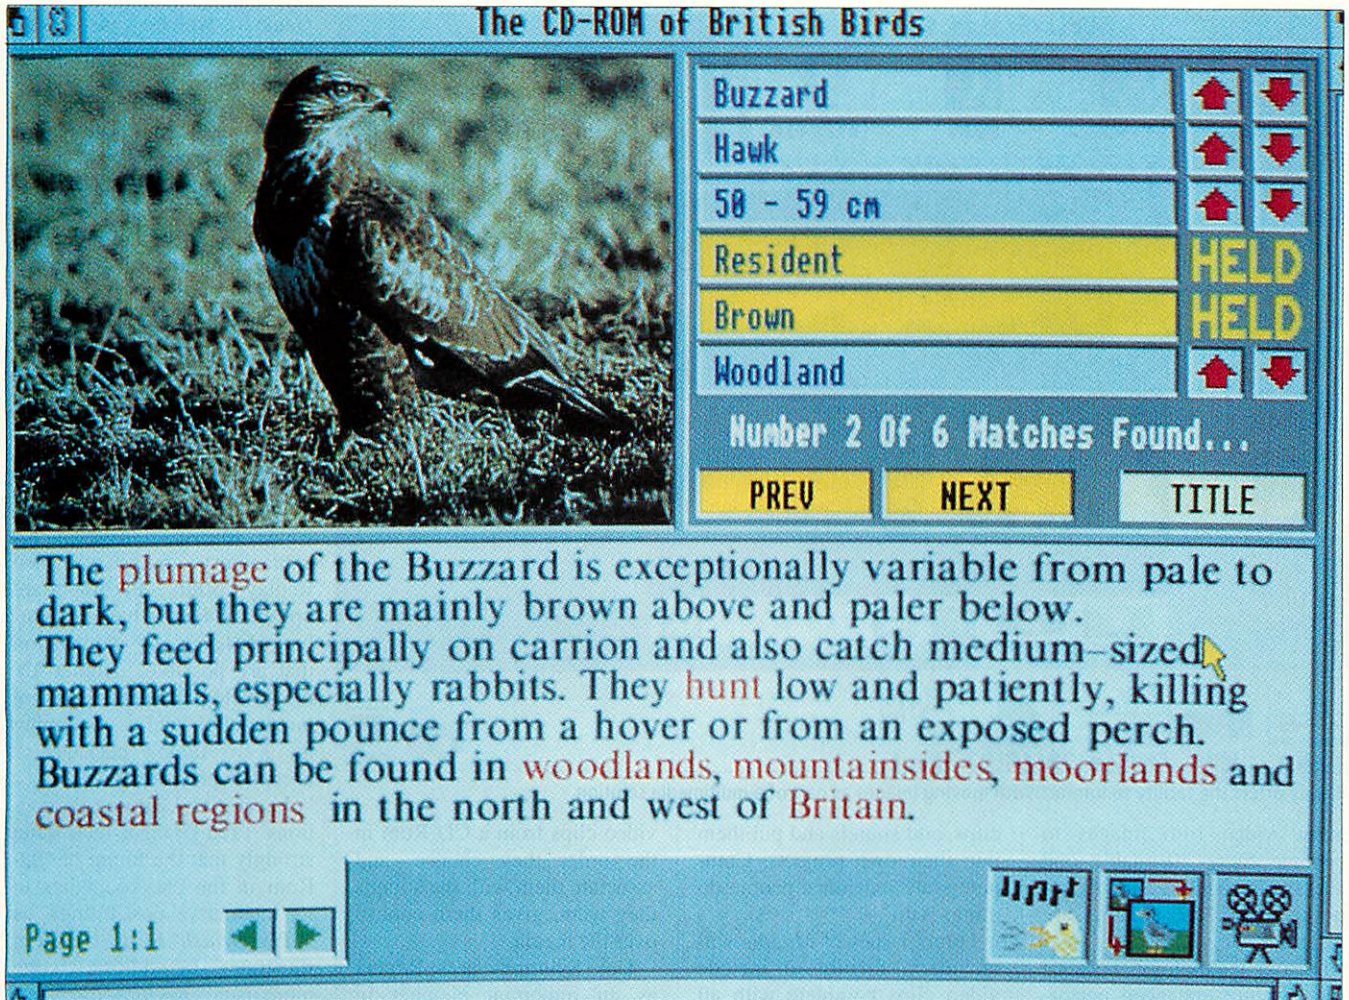 The CD-ROM of British Birds
Buzzard
Hawk
50 - 59 cm
Resident HELD
Brown HELD
Woodland
Number 2 Of 6 Matches Found...
PREV NEXT TITLE
The plumage of the Buzzard is exceptionally variable from pale to
dark, but they are mainly brown above and paler below.
They feed principally on carrion and also catch medium-sized
mammals, especially rabbits. They hunt low and patiently, killing
with a sudden pounce from a hover or from an exposed perch.
Buzzards can be found in woodlands, mountainsides, moorlands and
coastal regions in the north and west of Britain.
Page 1:1